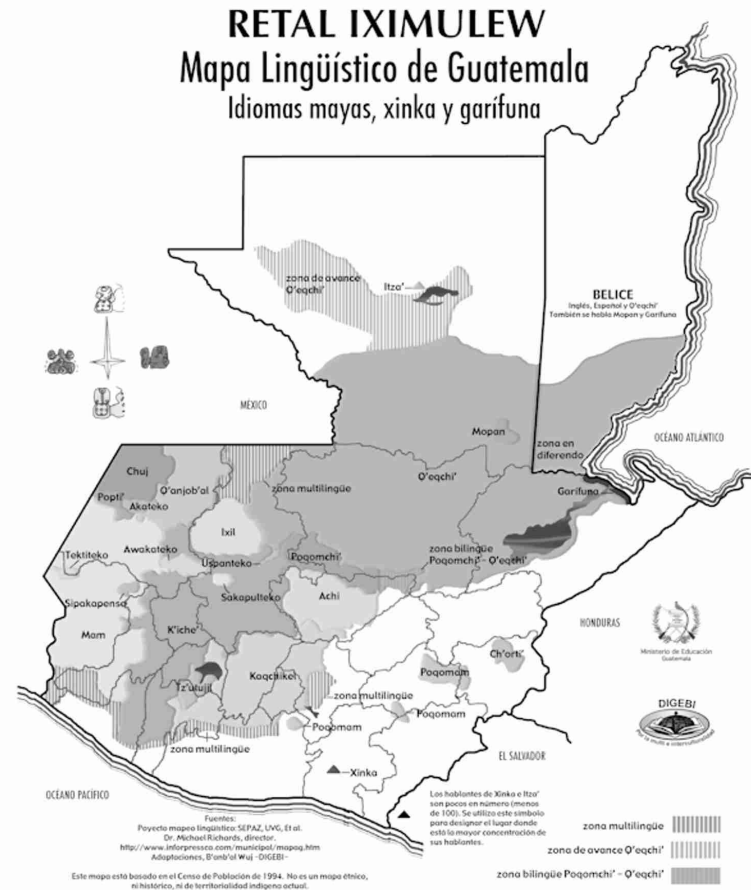 RETAL IXIMULEW
Mapa Lingüístico de Guatemala
Idiomas mayas, xinka y garífuna
zona de avance
Q'eqchi'
Itza'
BELICE
Inglés, Español y Q'eqchi'
También se habla Mopan y Garífuna
MÉXICO
Mopan
zona en
diferendo
OCÉANO ATLÁNTICO
Chuj
Q'anjob'al
Popti'
Akateko
zona multilingüe
Q'eqchi'
Garífuna
Ixil
Tektiteko
Awakateko
Uspanteko
Poqomchi'
zona bilingüe
Poqomchi' - Q'eqchi'
Sipakapense
Sakapulteko
Achi
Mam
K'iche'
HONDURAS
Ministerio de Educación
Guatemala
Ch'orti'
Tz'utujil
Kaqchikel
Poqomam
zona multilingüe
Poqomam
Poqomam
DIGEBI
Por la multi e interculturalidad
zona multilingüe
Xinka
EL SALVADOR
OCÉANO PACÍFICO
Los hablantes de Xinka e Itza'
son pocos en número (menos
de 100). Se utiliza este símbolo
para designar el lugar donde
está la mayor concentración de
sus hablantes.
zona multilingüe
zona de avance Q'eqchi'
zona bilingüe Poqomchi' - Q'eqchi'
Fuentes:
Poyecto mapeo lingüístico: SEPAZ, UVG, Et al.
Dr. Michael Richards, director.
http://www.inforpressca.com/municipal/mapag.htm
Adaptaciones, B'anb'al Wuj -DIGEBI-
Este mapa está basado en el Censo de Población de 1994. No es un mapa étnico,
ni histórico, ni de territorialidad indígena actual.